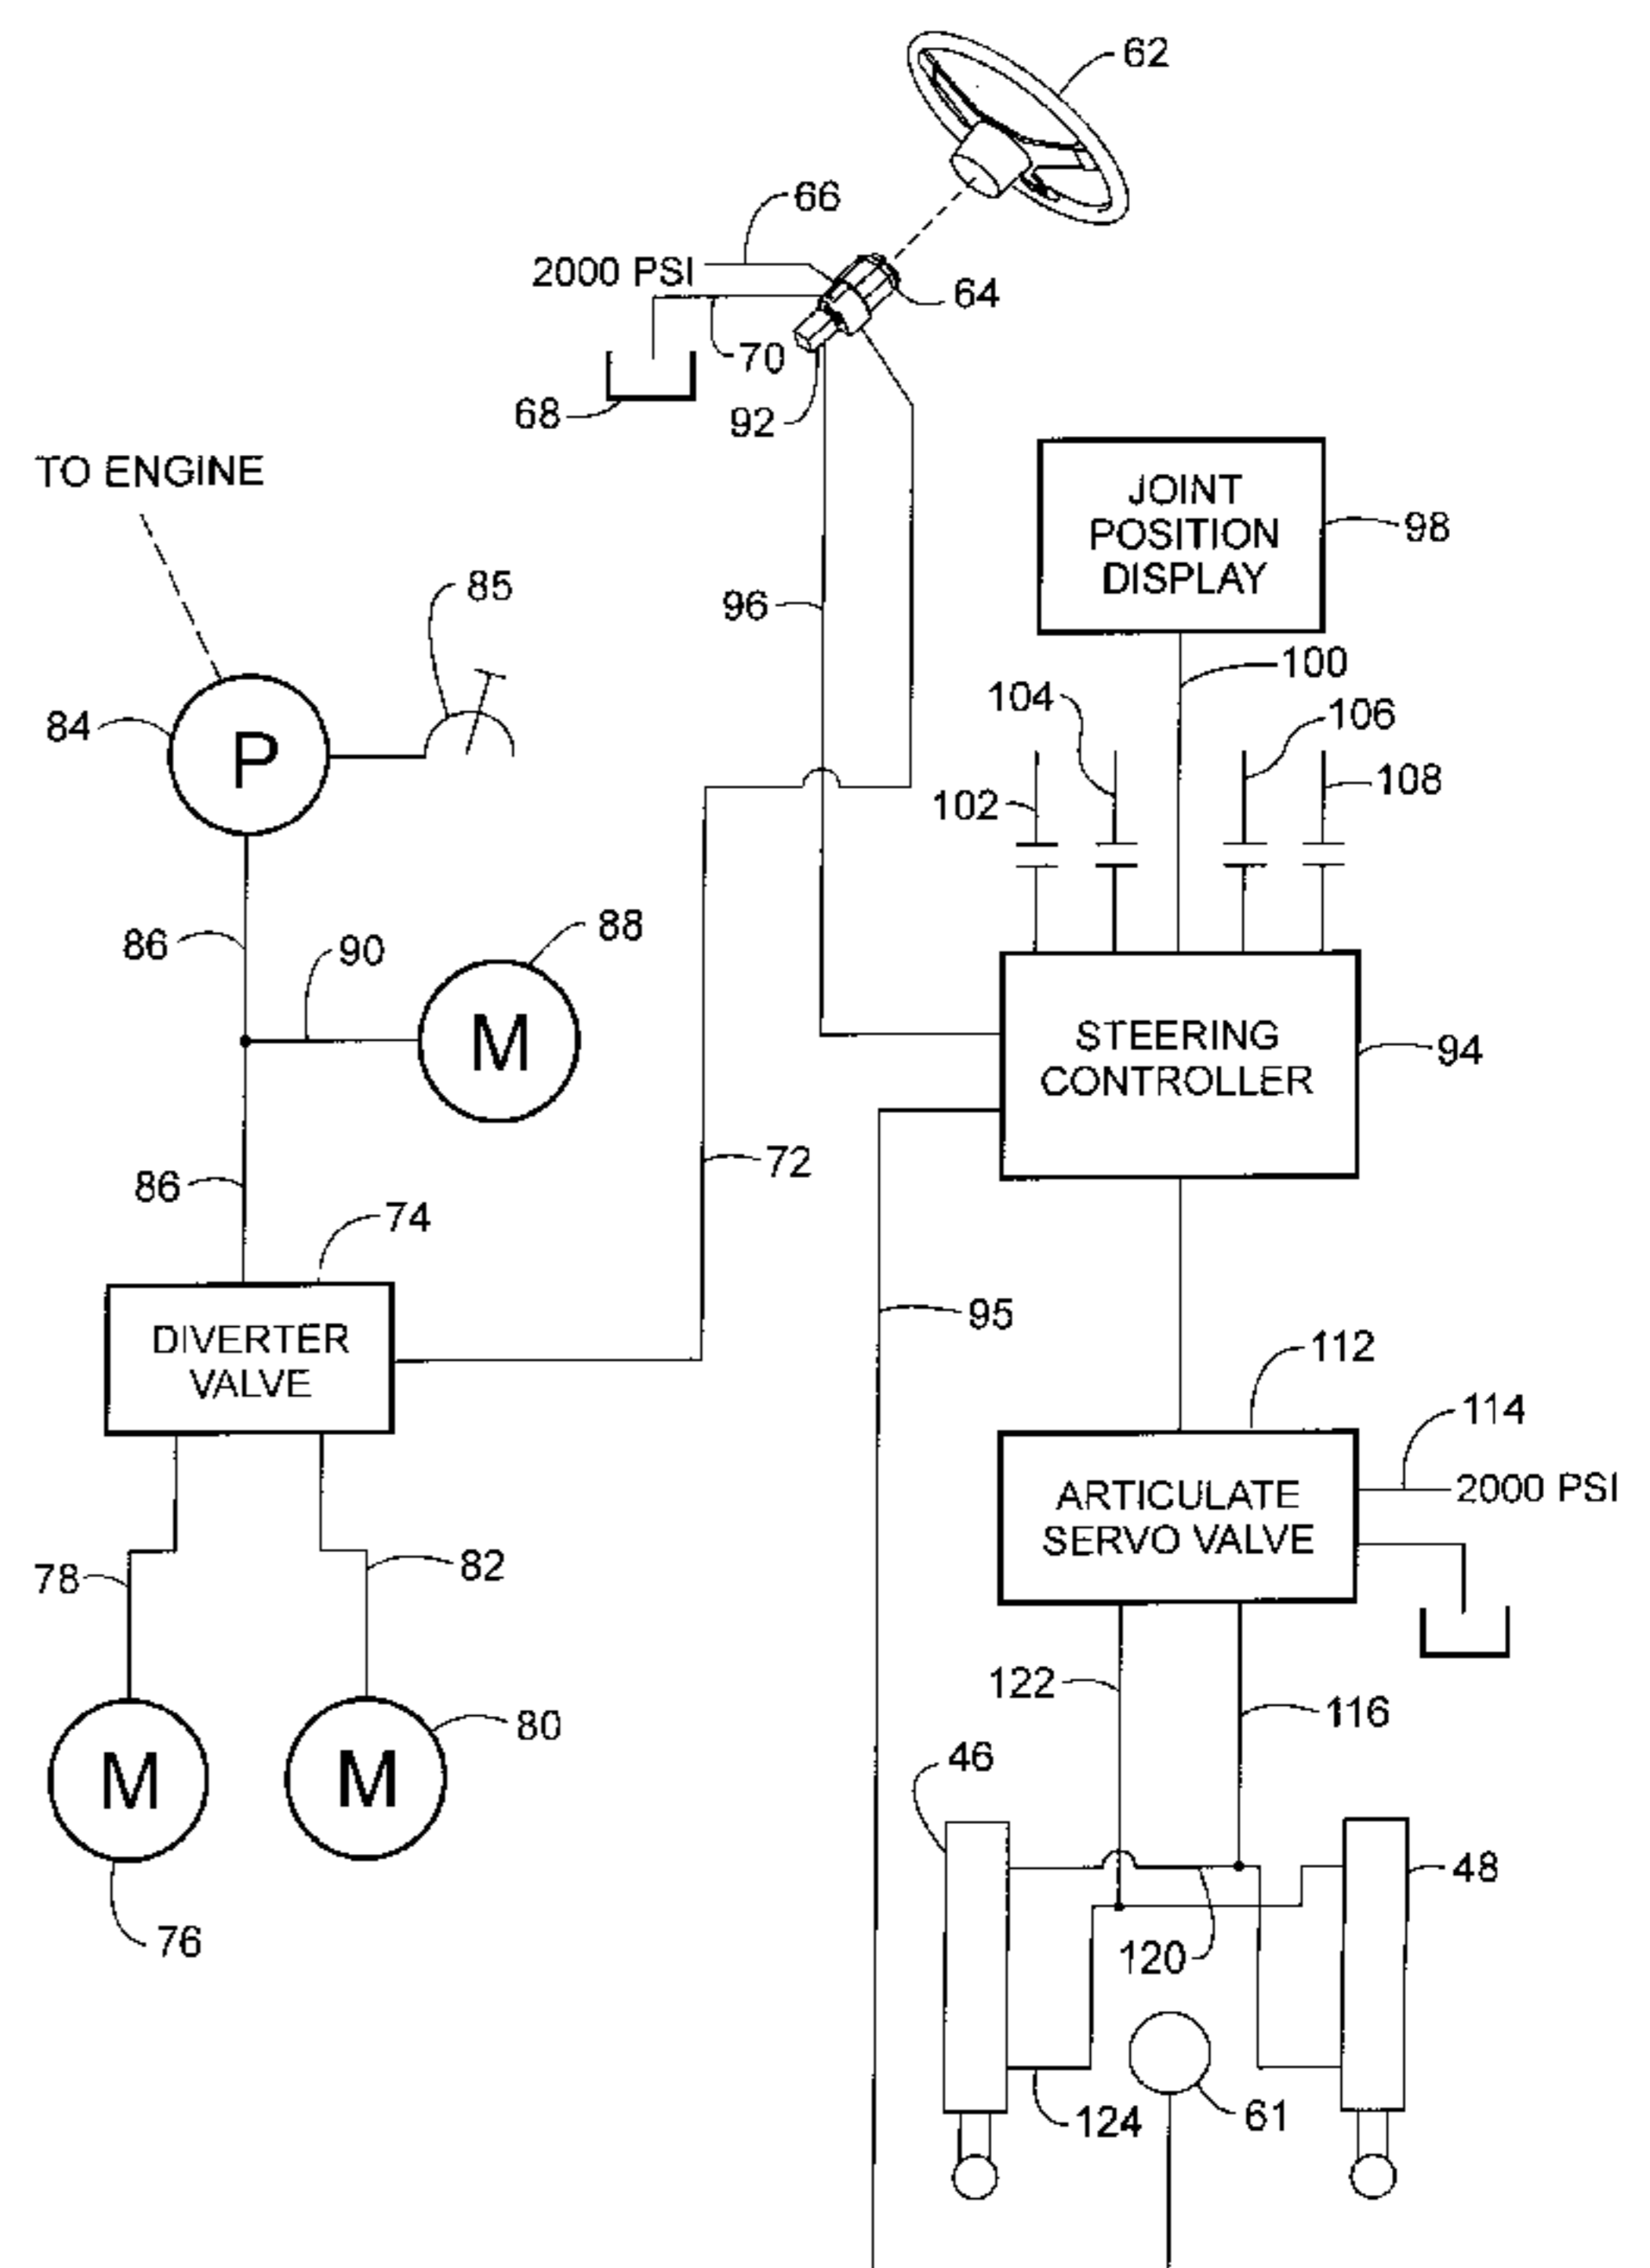 62
66
2000 PSI
64
70
68
92
TO ENGINE
JOINT
POSITION
DISPLAY
98
85
96
100
104
106
84
P
108
102
88
86
90
M
STEERING
CONTROLLER
94
72
86
74
95
DIVERTER
VALVE
112
114
2000 PSI
ARTICULATE
SERVO VALVE
82
78
122
116
80
46
M
M
48
76
120
124
61